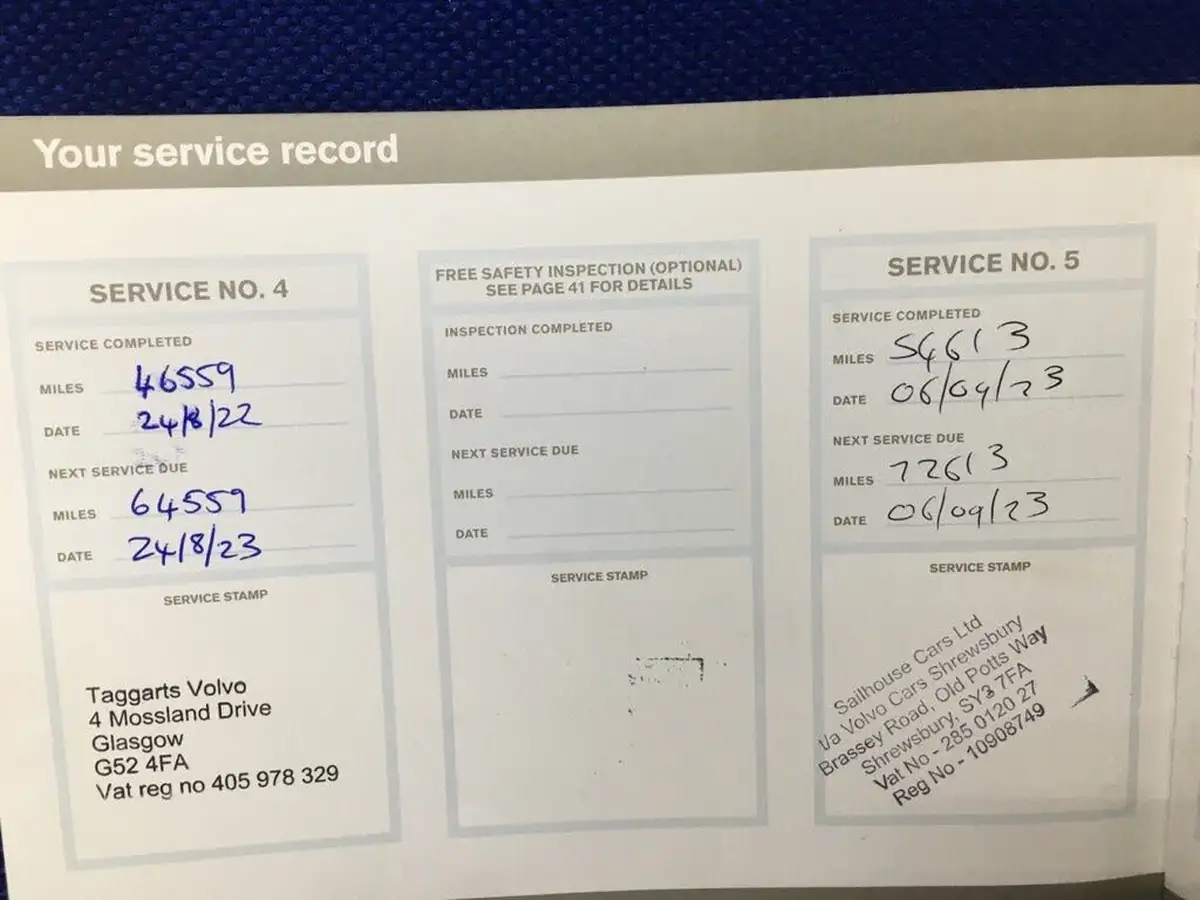 Your service record
SERVICE NO. 4
SERVICE COMPLETED
MILES 46559
DATE 24/8/22
NEXT SERVICE DUE
MILES 64559
DATE 24/8/23
SERVICE STAMP
Taggarts Volvo
4 Mossland Drive
Glasgow
G52 4FA
Vat reg no 405 978 329
FREE SAFETY INSPECTION (OPTIONAL)
SEE PAGE 41 FOR DETAILS
INSPECTION COMPLETED
MILES
DATE
NEXT SERVICE DUE
MILES
DATE
SERVICE STAMP
SERVICE NO. 5
SERVICE COMPLETED
MILES 54613
DATE 06/09/23
NEXT SERVICE DUE
MILES 72613
DATE 06/09/23
SERVICE STAMP
Sailhouse Cars Ltd
t/a Volvo Cars Shrewsbury
Brassey Road, Old Potts Way
Shrewsbury, SY3 7FA
Vat No - 285 0120 27
Reg No - 10908749